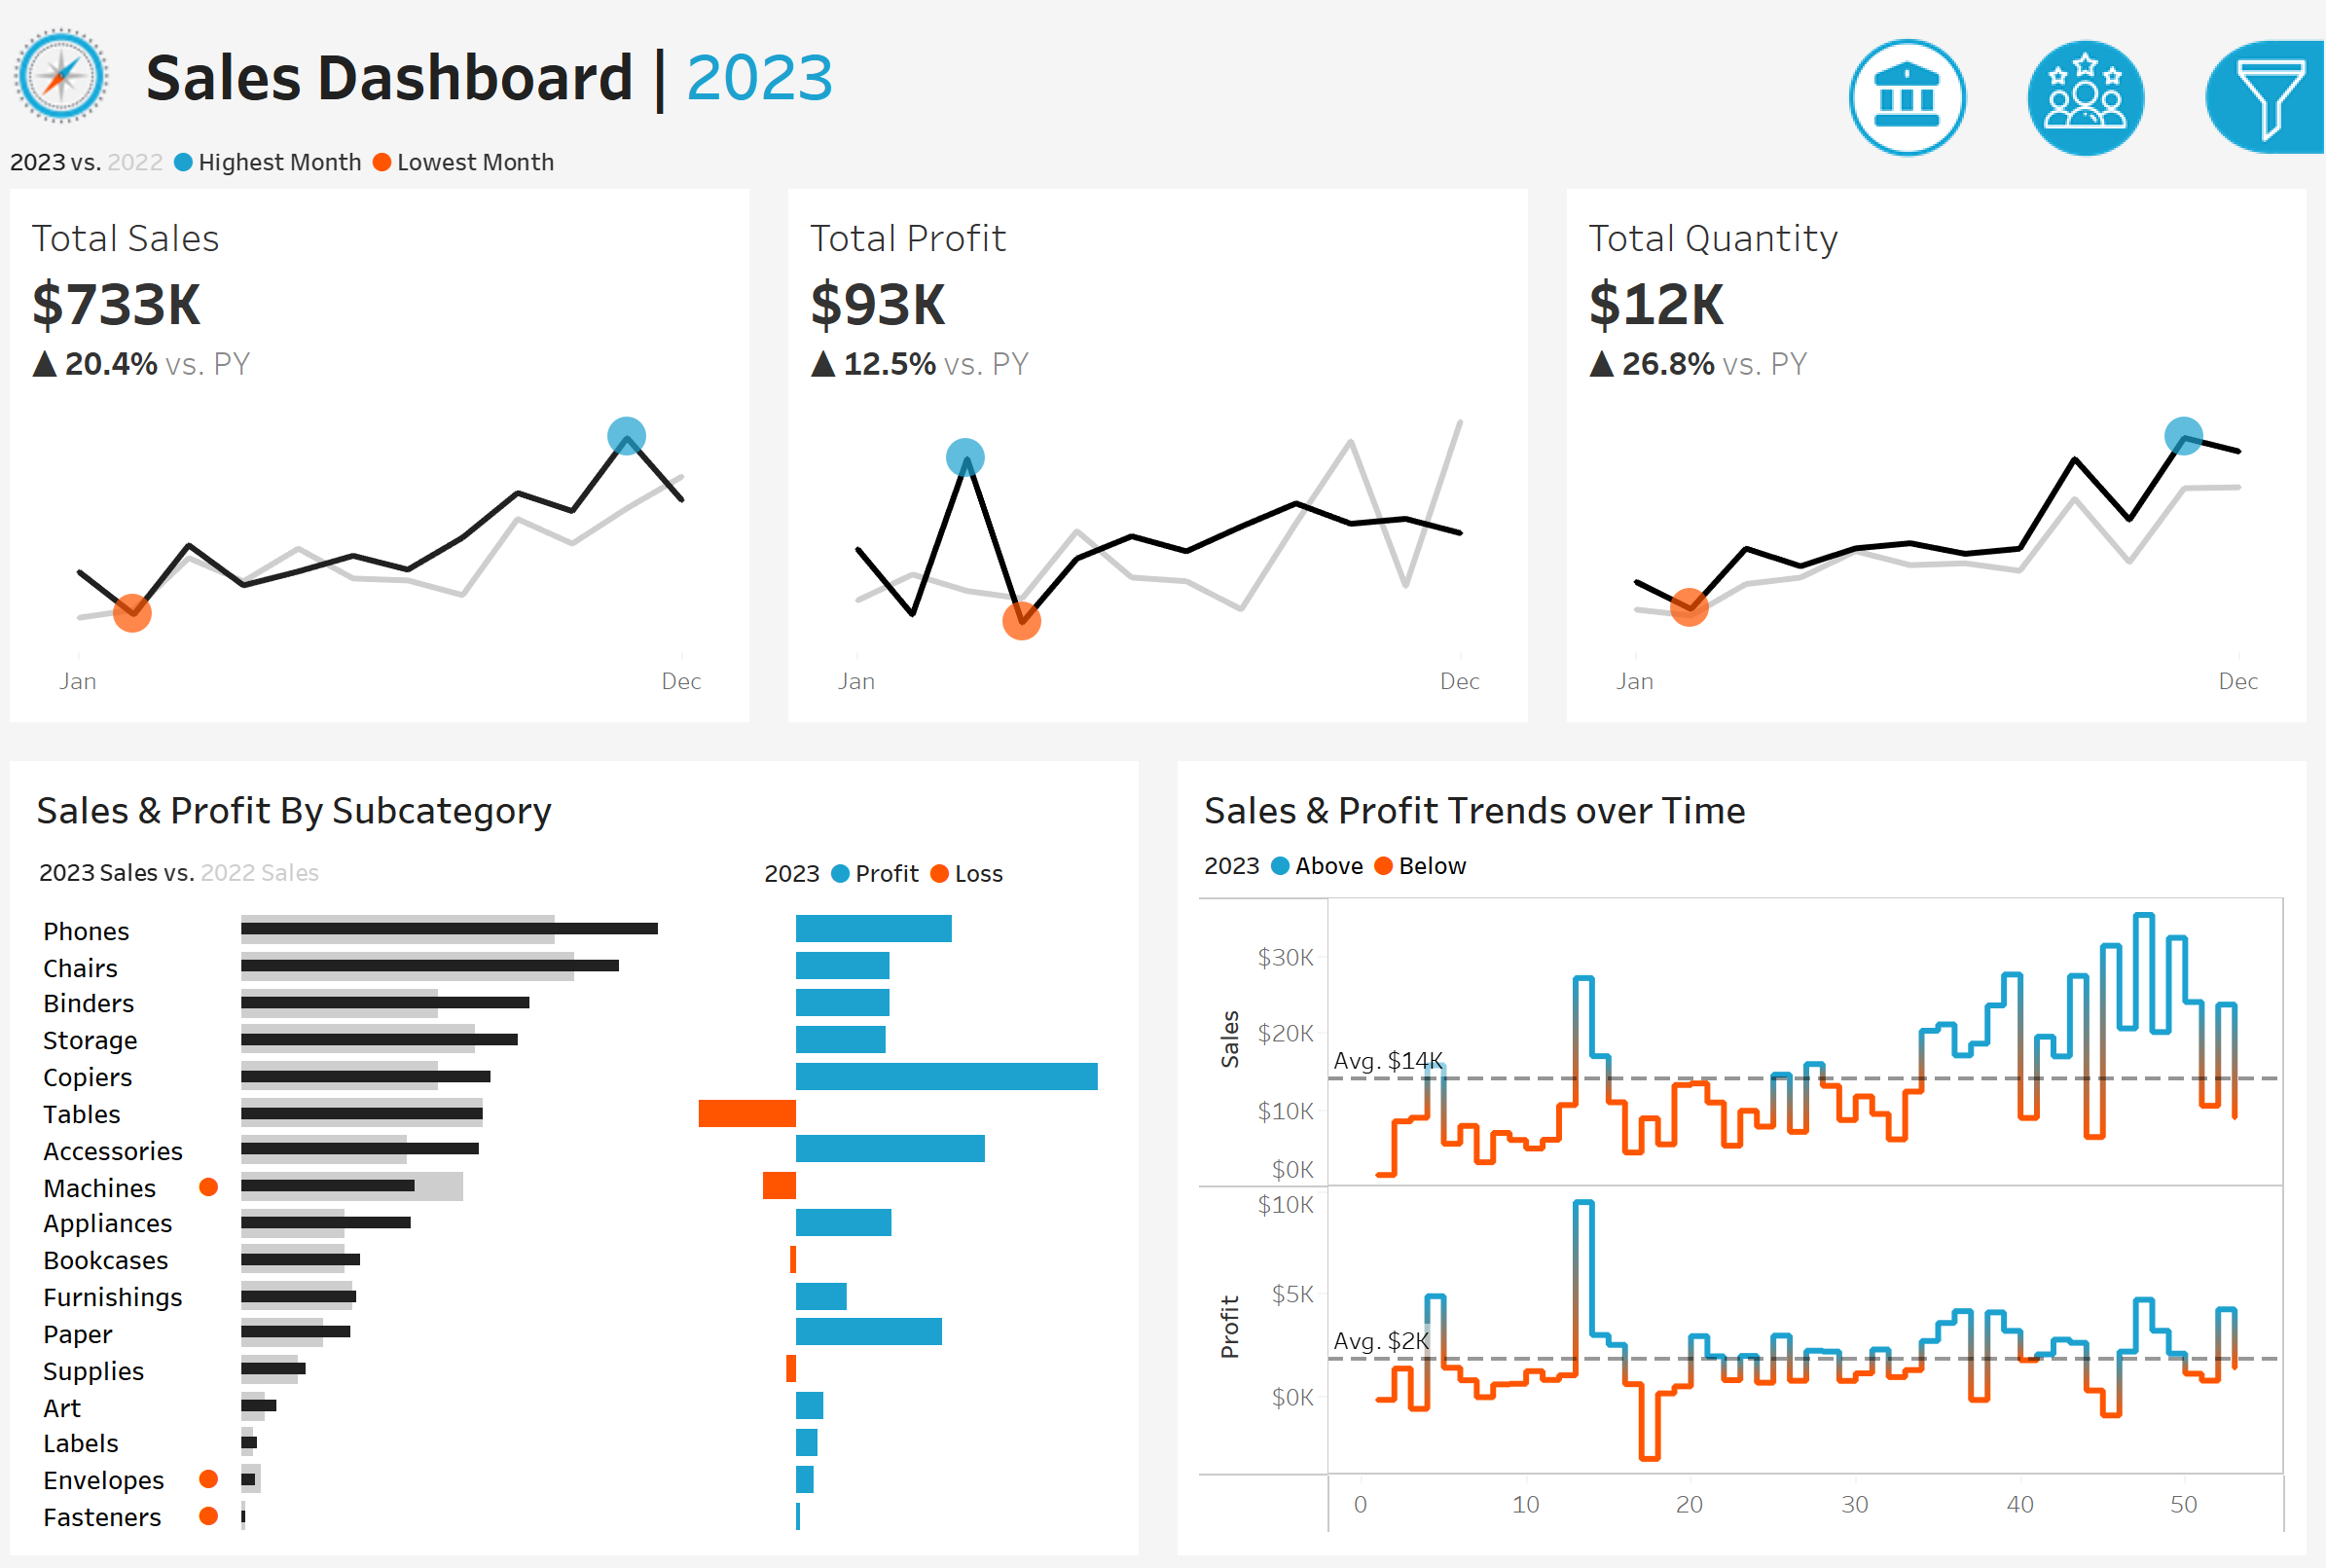 Sales Dashboard | 2023
2023 vs. 2022 Highest Month Lowest Month
Total Sales
$733K
▲ 20.4% vs. PY
Jan Dec
Total Profit
$93K
▲ 12.5% vs. PY
Jan Dec
Total Quantity
$12K
▲ 26.8% vs. PY
Jan Dec
Sales & Profit By Subcategory
2023 Sales vs. 2022 Sales
2023 Profit Loss
Phones
Chairs
Binders
Storage
Copiers
Tables
Accessories
Machines
Appliances
Bookcases
Furnishings
Paper
Supplies
Art
Labels
Envelopes
Fasteners
Sales & Profit Trends over Time
2023 Above Below
Sales
$30K
$20K
Avg. $14K
$10K
$0K
Profit
$10K
$5K
Avg. $2K
$0K
0 10 20 30 40 50